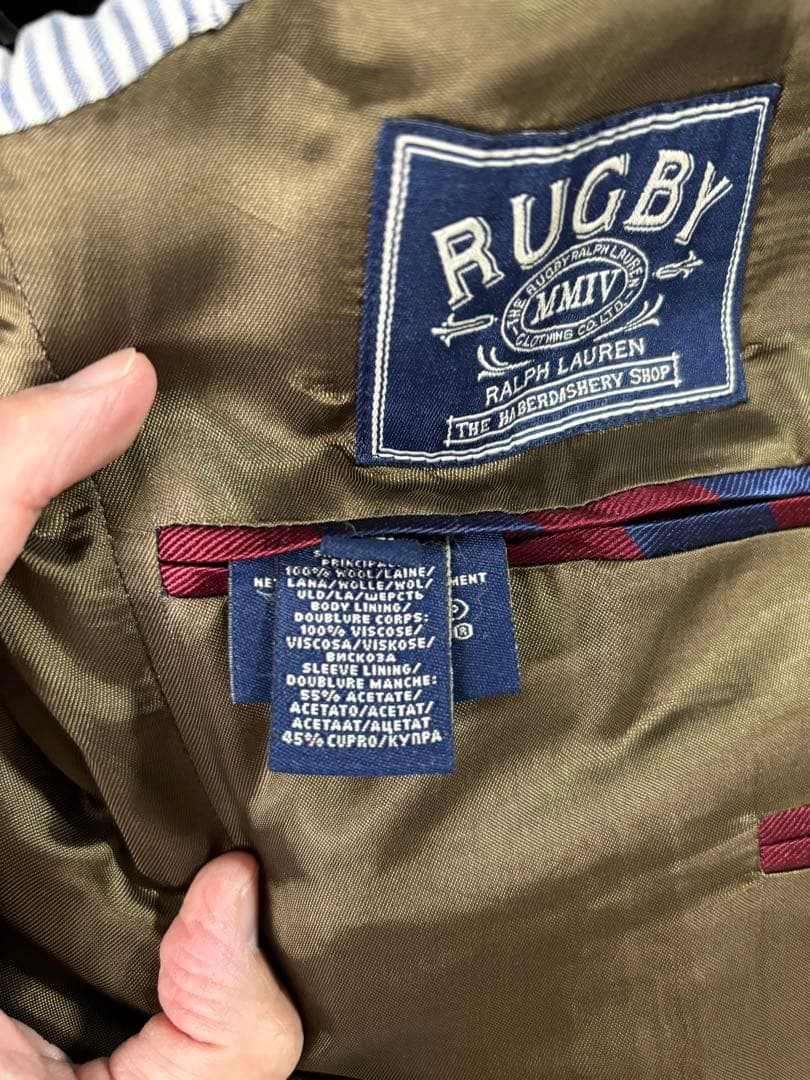 RUGBY
THE RUGBY RALPH LAUREN
MMIV
CLOTHING CO. LTD.
RALPH LAUREN
THE HABERDASHERY SHOP
100% WOOL/LAINE/
LANA/WOLLE/WOL/
ULD/LA/ШЕРСТЬ
BODY LINING/
DOUBLURE CORPS:
100% VISCOSE/
VISCOSA/VISKOSE/
ВИСКОЗА
SLEEVE LINING/
DOUBLURE MANCHE:
55% ACETATE/
ACETATO/ACETAT/
ACETAAT/АЦЕТАТ
45% CUPRO/КУПРА